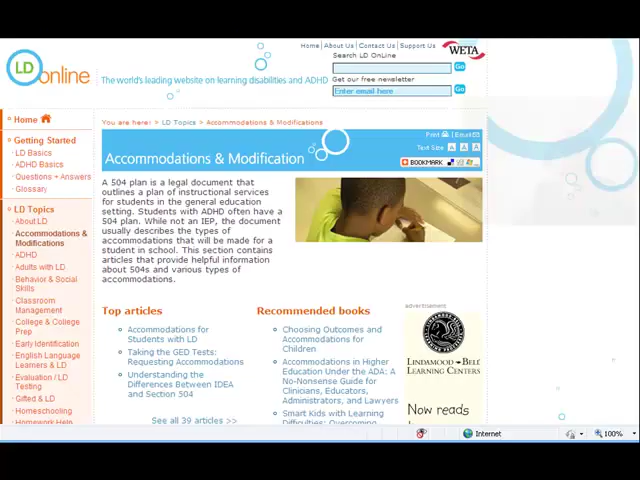 Home | About Us | Contact Us | Support Us
Search LD OnLine
Go
WETA
LD online
The world's leading website on learning disabilities and ADHD
Get our free newsletter
Enter email here
Go
Home
Getting Started
LD Basics
ADHD Basics
Questions + Answers
Glossary
LD Topics
About LD
Accommodations &
Modifications
ADHD
Adults with LD
Behavior & Social
Skills
Classroom
Management
College & College
Prep
Early Identification
English Language
Learners & LD
Evaluation / LD
Testing
Gifted & LD
Homeschooling
Homework Help
You are here: > LD Topics > Accommodations & Modifications
Print | Email
Text Size A A A
Accommodations & Modification
BOOKMARK
A 504 plan is a legal document that
outlines a plan of instructional services
for students in the general education
setting. Students with ADHD often have a
504 plan. While not an IEP, the document
usually describes the types of
accommodations that will be made for a
student in school. This section contains
articles that provide helpful information
about 504s and various types of
accommodations.
Top articles
Accommodations for
Students with LD
Taking the GED Tests:
Requesting Accommodations
Understanding the
Differences Between IDEA
and Section 504
See all 39 articles >>
Recommended books
Choosing Outcomes and
Accommodations for
Children
Accommodations in Higher
Education Under the ADA: A
No-Nonsense Guide for
Clinicians, Educators,
Administrators, and Lawyers
Smart Kids with Learning
Difficulties: Overcoming
advertisement
LINDAMOOD-BELL
LEARNING CENTERS
Now reads
Internet
100%